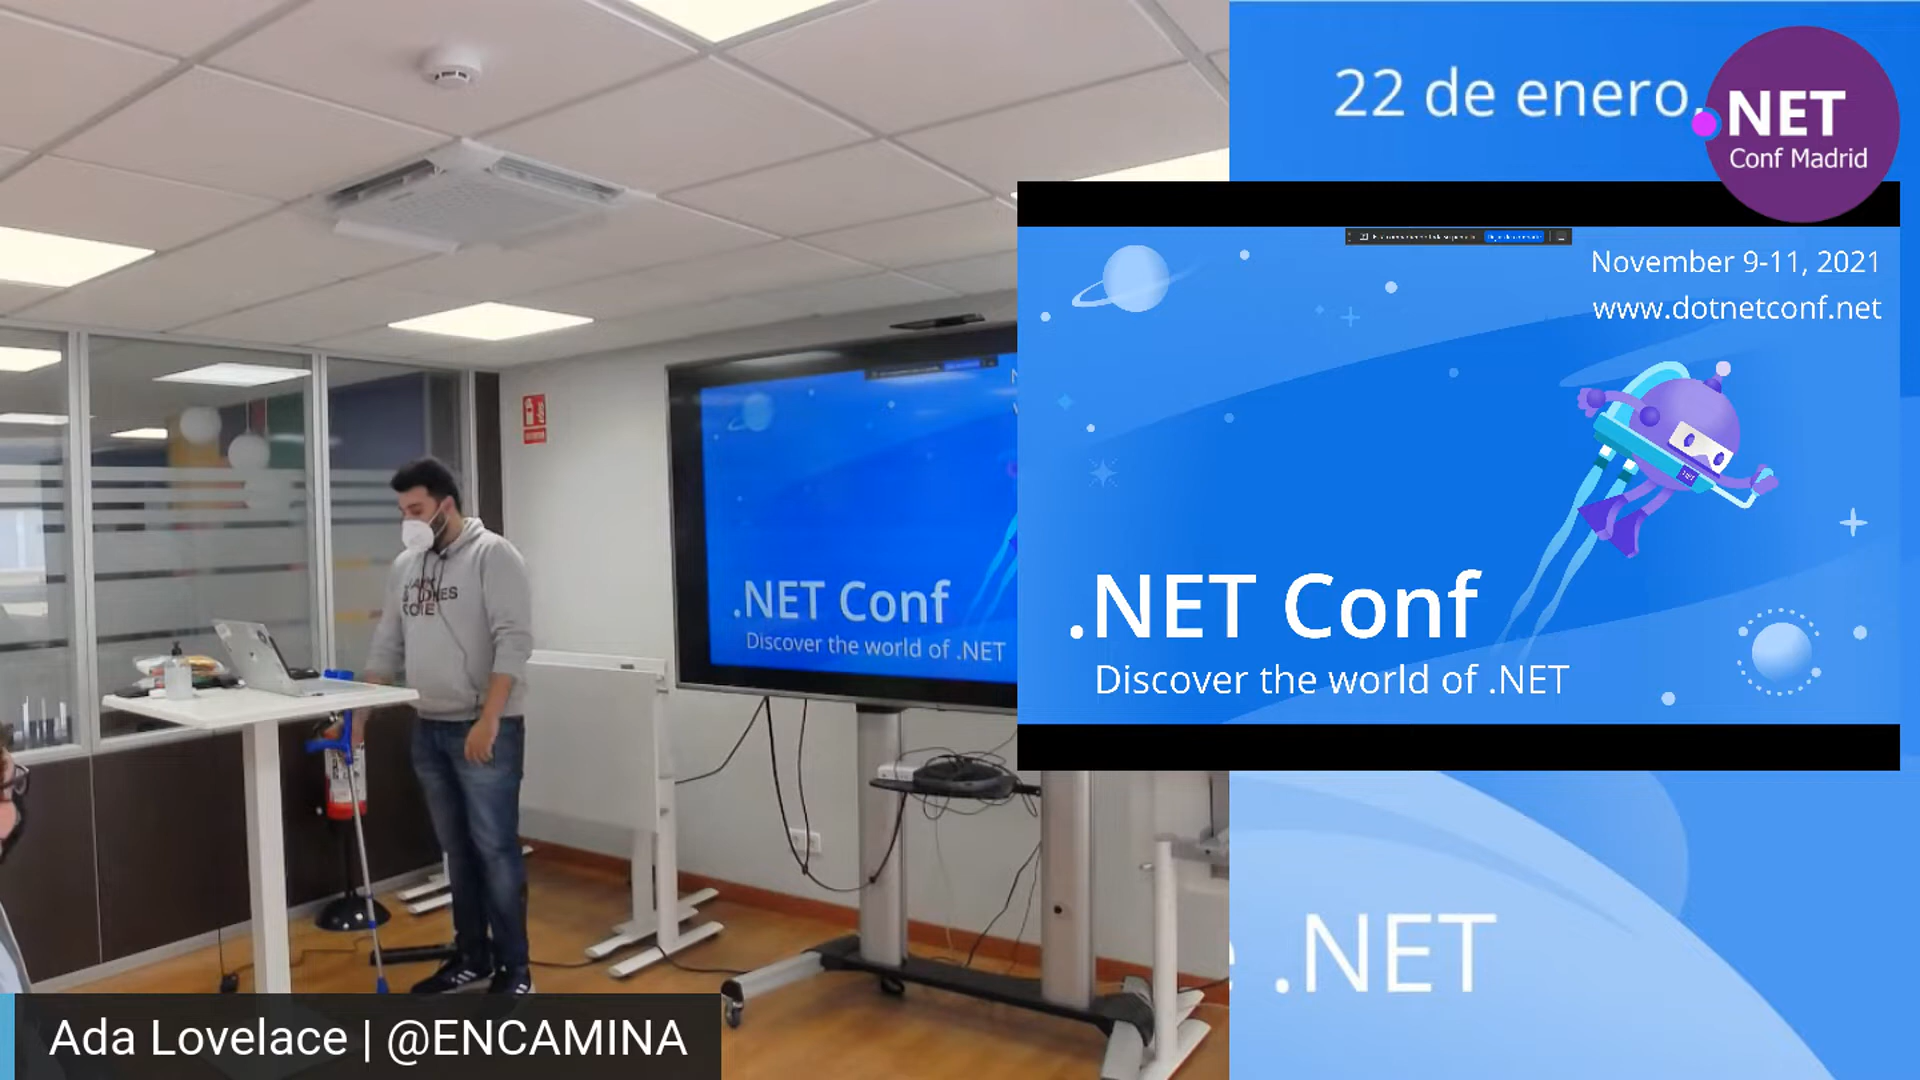 22 de enero,
.NET
Conf Madrid
November 9-11, 2021
www.dotnetconf.net
.NET Conf
Discover the world of .NET
.NET Conf
Discover the world of .NET
.NET
Ada Lovelace | @ENCAMINA